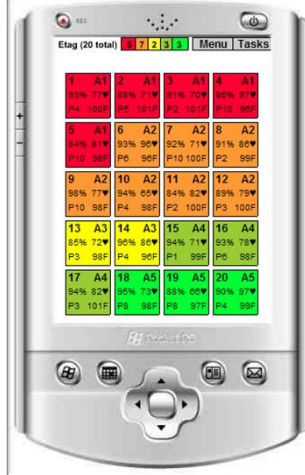 Etag (20 total) 5 7 2 3 3 Menu Tasks
1 A1 2 A1 3 A1 4 A1
93% 77♥ 88% 71♥ 91% 70♥ 86% 97♥
P4 100F P5 101F P2 101F P4 98F
5 A1 6 A2 7 A2 8 A2
84% 81♥ 93% 96♥ 92% 71♥ 91% 86♥
P10 98F P6 96F P10 100F P2 99F
9 A2 10 A2 11 A2 12 A2
98% 77♥ 94% 65♥ 84% 82♥ 89% 79♥
P10 98F P4 98F P2 100F P3 100F
13 A3 14 A3 15 A4 16 A4
85% 72♥ 96% 86♥ 94% 71♥ 93% 78♥
P3 98F P4 96F P1 99F P6 98F
17 A4 18 A5 19 A5 20 A5
94% 82♥ 95% 73♥ 88% 66♥ 90% 97♥
P3 101F P8 98F P8 97F P4 99F